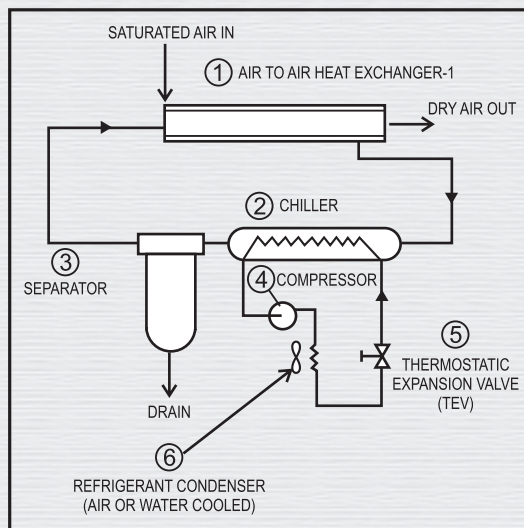 SATURATED AIR IN
① AIR TO AIR HEAT EXCHANGER-1
DRY AIR OUT
② CHILLER
③
SEPARATOR
④ COMPRESSOR
⑤
THERMOSTATIC
EXPANSION VALVE
(TEV)
DRAIN
⑥
REFRIGERANT CONDENSER
(AIR OR WATER COOLED)